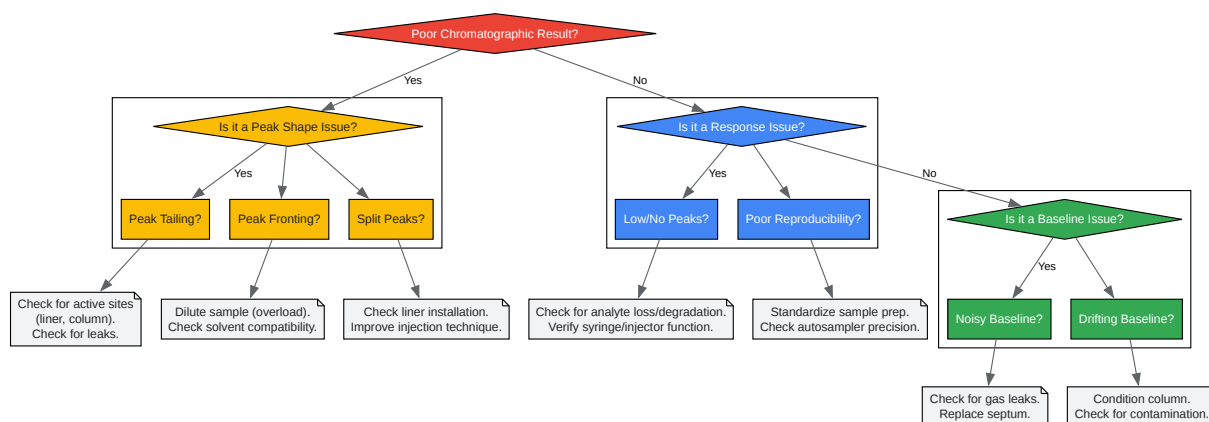 Poor Chromatographic Result?
Yes
No
Is it a Peak Shape Issue?
Is it a Response Issue?
Yes
Yes
No
Peak Tailing?
Peak Fronting?
Split Peaks?
Low/No Peaks?
Poor Reproducibility?
Is it a Baseline Issue?
Yes
Check for active sites
(liner, column).
Check for leaks.
Dilute sample (overload).
Check solvent compatibility.
Check liner installation.
Improve injection technique.
Check for analyte loss/degradation.
Verify syringe/injector function.
Standardize sample prep.
Check autosampler precision.
Noisy Baseline?
Drifting Baseline?
Check for gas leaks.
Replace septum.
Condition column.
Check for contamination.